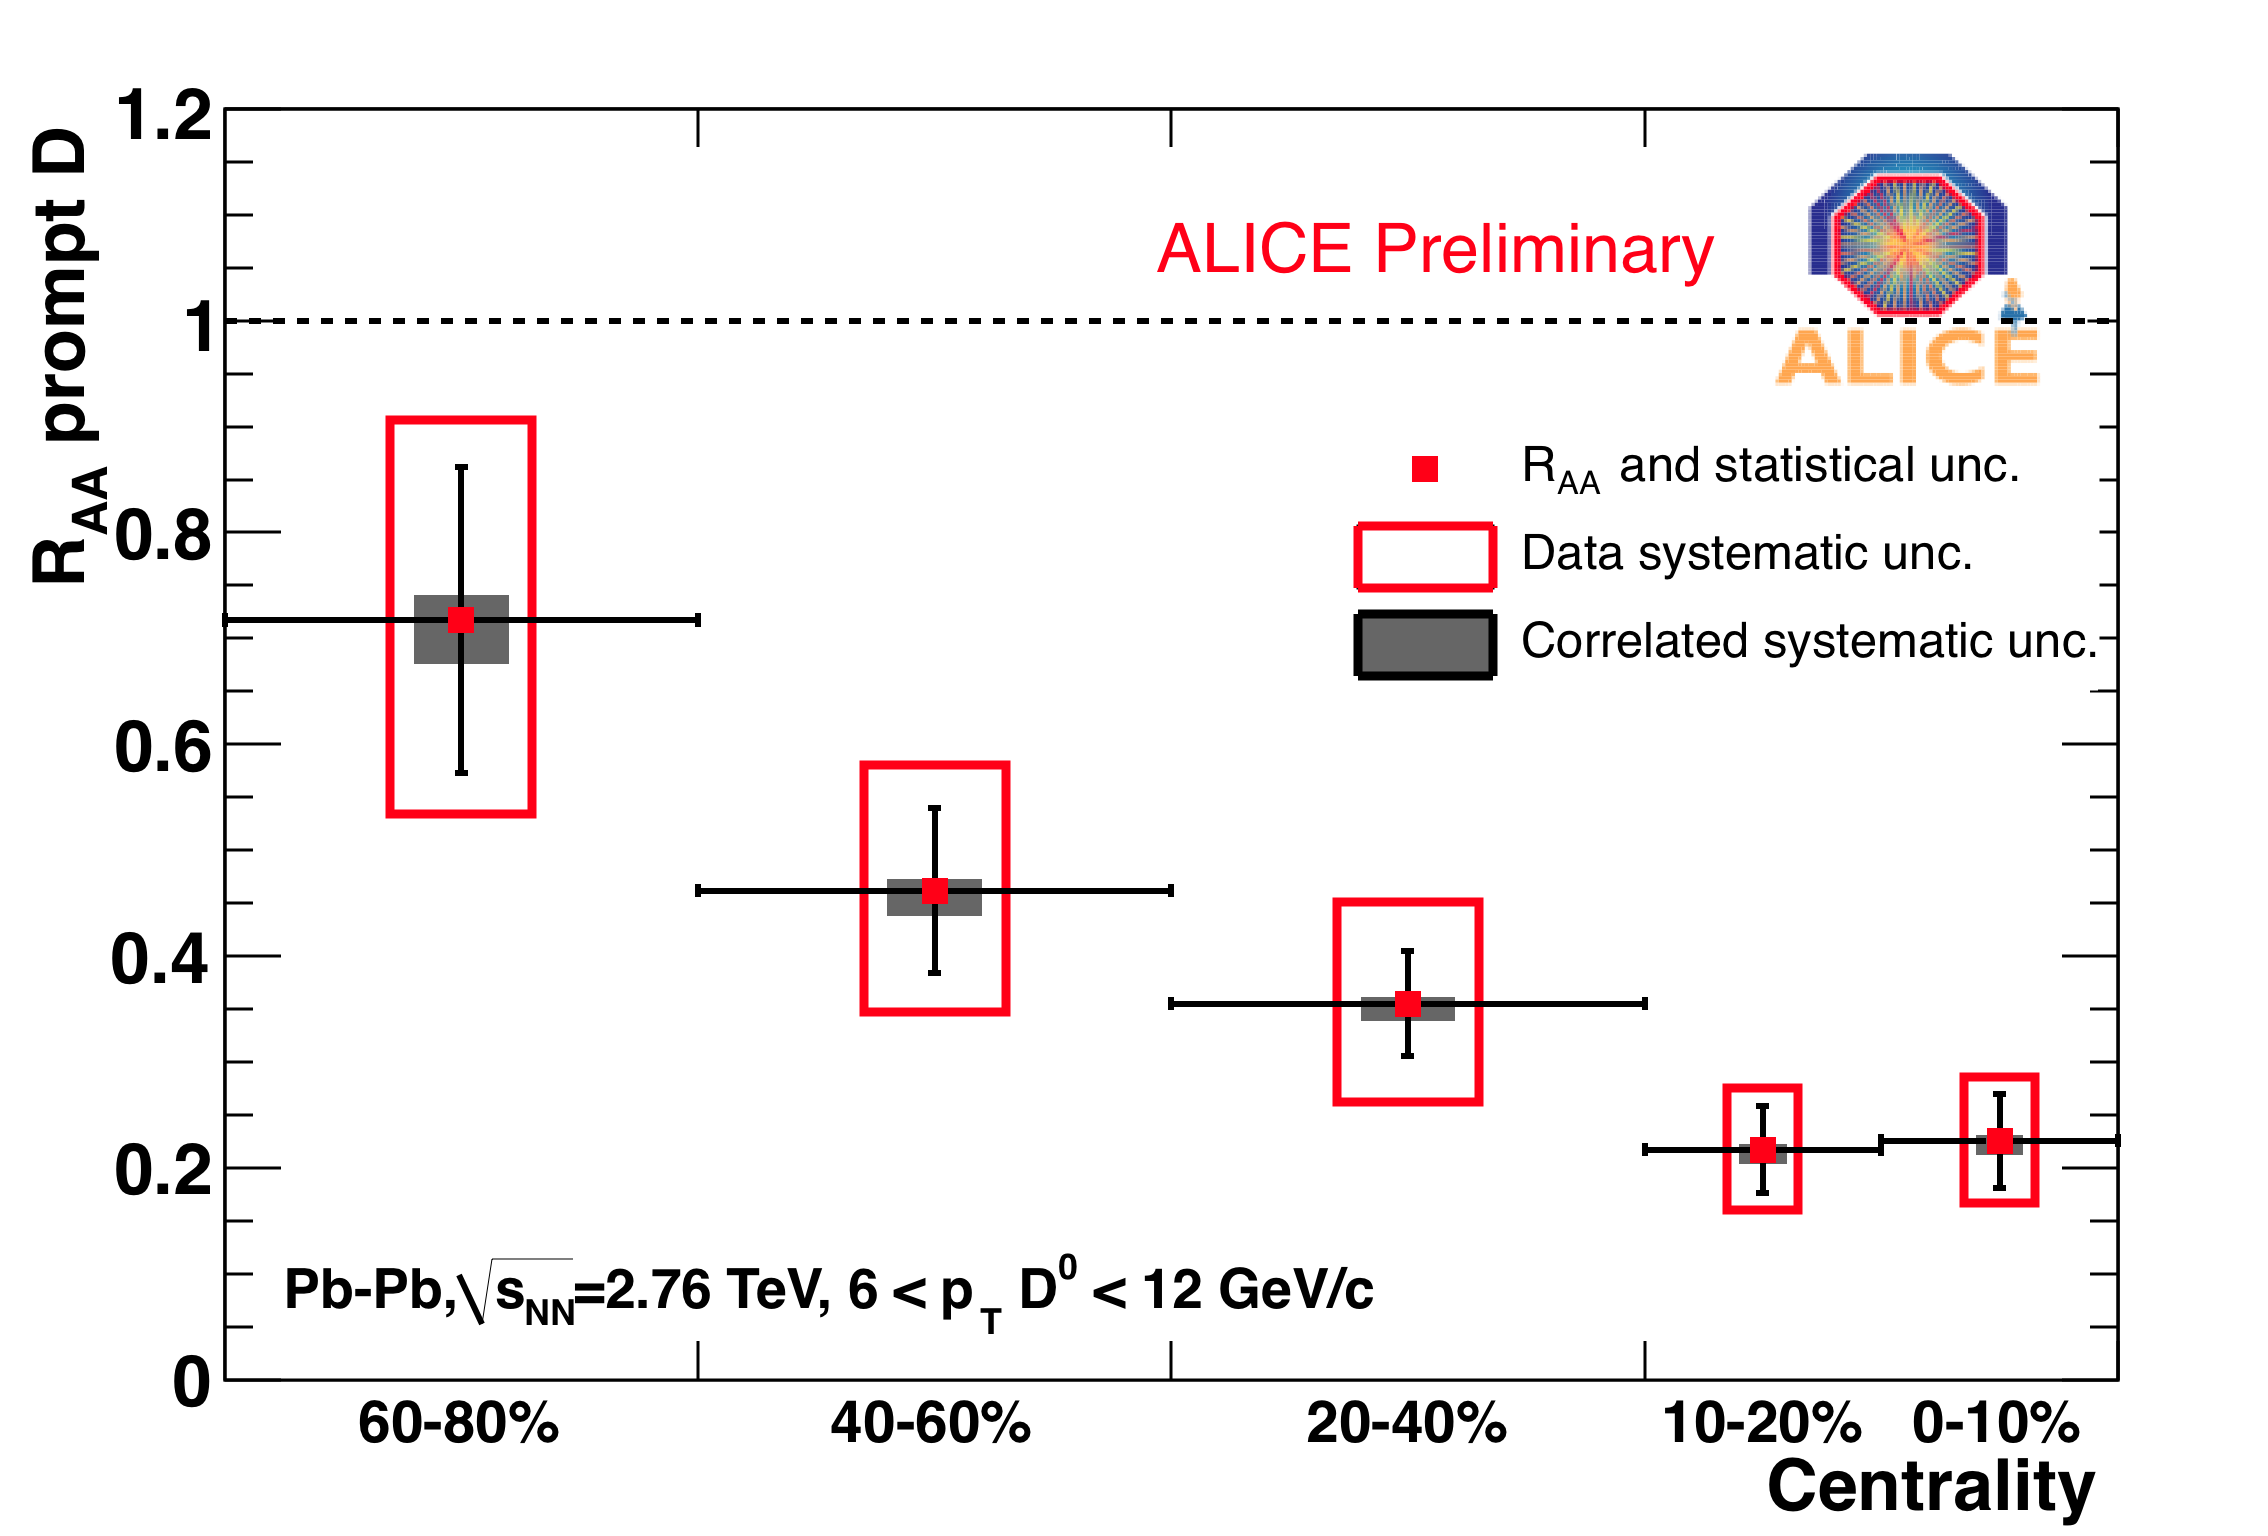 R_AA prompt D
1.2
1
0.8
0.6
0.4
0.2
0
ALICE Preliminary
ALICE
R_AA and statistical unc.
Data systematic unc.
Correlated systematic unc.
Pb-Pb,√s_NN=2.76 TeV, 6 < p_T D^0 < 12 GeV/c
60-80% 40-60% 20-40% 10-20% 0-10%
Centrality